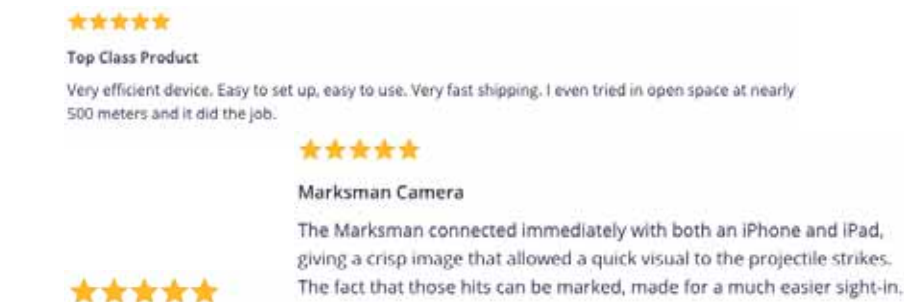 Top Class Product
Very efficient device. Easy to set up, easy to use. Very fast shipping. I even tried in open space at nearly
500 meters and it did the job.
Marksman Camera
The Marksman connected immediately with both an iPhone and iPad,
giving a crisp image that allowed a quick visual to the projectile strikes.
The fact that those hits can be marked, made for a much easier sight-in.